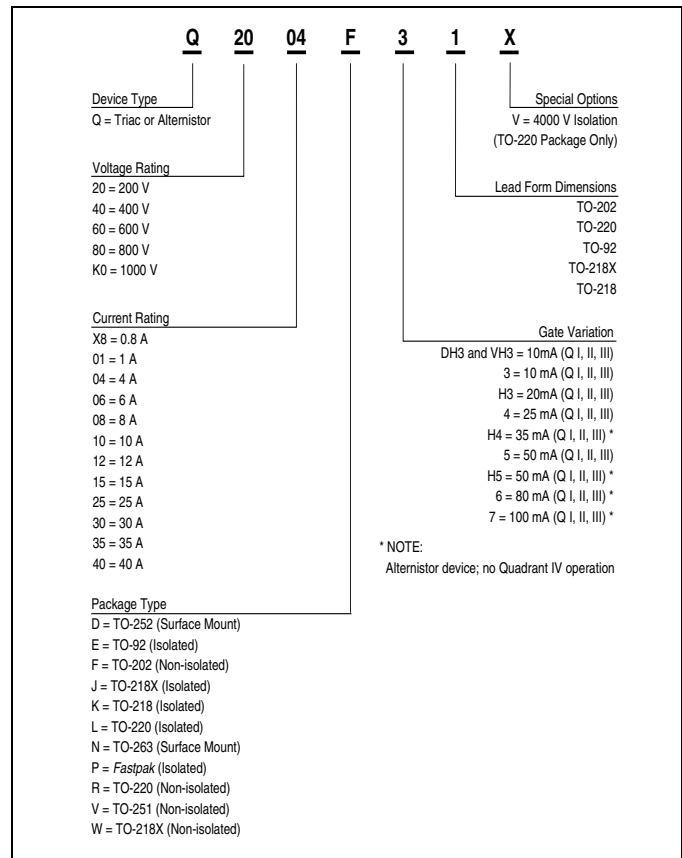 Q 20 04 F 3 1 X
Device Type
Q = Triac or Alternistor
Voltage Rating
20 = 200 V
40 = 400 V
60 = 600 V
80 = 800 V
K0 = 1000 V
Current Rating
X8 = 0.8 A
01 = 1 A
04 = 4 A
06 = 6 A
08 = 8 A
10 = 10 A
12 = 12 A
15 = 15 A
25 = 25 A
30 = 30 A
35 = 35 A
40 = 40 A
Package Type
D = TO-252 (Surface Mount)
E = TO-92 (Isolated)
F = TO-202 (Non-isolated)
J = TO-218X (Isolated)
K = TO-218 (Isolated)
L = TO-220 (Isolated)
N = TO-263 (Surface Mount)
P = Fastpak (Isolated)
R = TO-220 (Non-isolated)
V = TO-251 (Non-isolated)
W = TO-218X (Non-isolated)
Special Options
V = 4000 V Isolation
(TO-220 Package Only)
Lead Form Dimensions
TO-202
TO-220
TO-92
TO-218X
TO-218
Gate Variation
DH3 and VH3 = 10mA (Q I, II, III)
3 = 10 mA (Q I, II, III)
H3 = 20mA (Q I, II, III)
4 = 25 mA (Q I, II, III)
H4 = 35 mA (Q I, II, III) *
5 = 50 mA (Q I, II, III)
H5 = 50 mA (Q I, II, III) *
6 = 80 mA (Q I, II, III) *
7 = 100 mA (Q I, II, III) *
* NOTE:
Alternistor device; no Quadrant IV operation